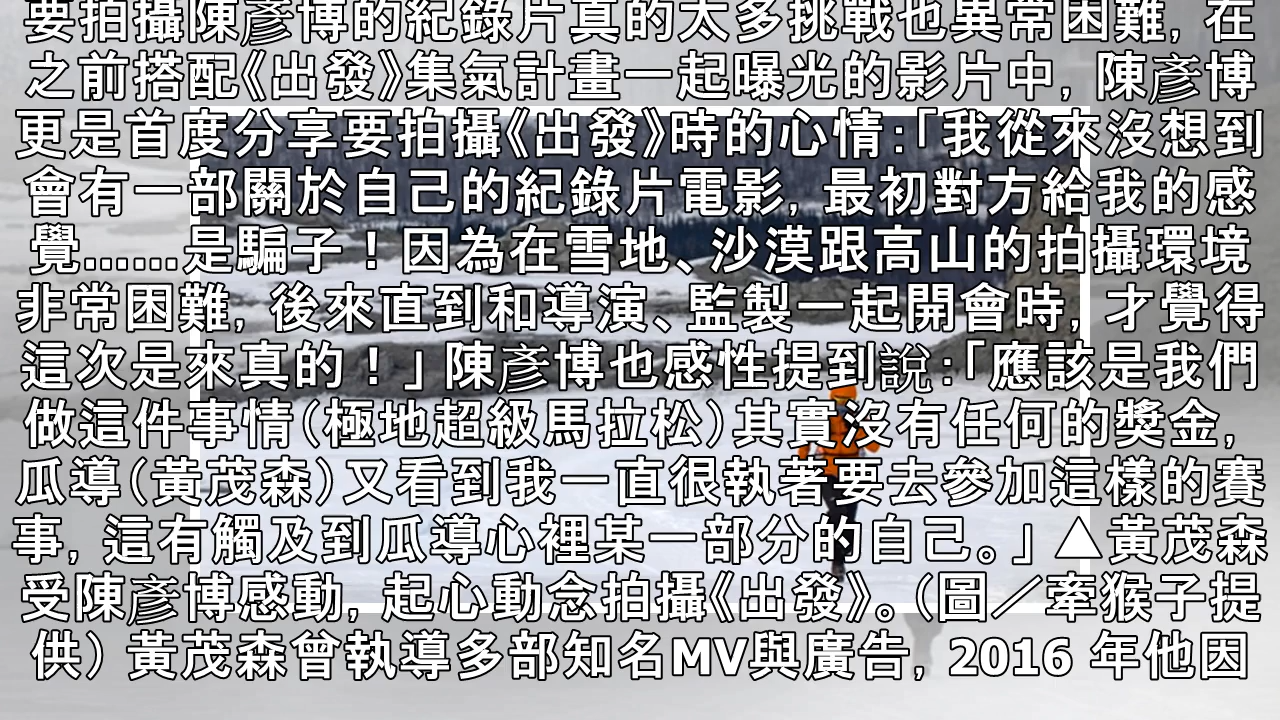 要拍攝陳彥博的紀錄片真的太多挑戰也異常困難, 在
之前搭配《出發》集氣計畫一起曝光的影片中, 陳彥博
更是首度分享要拍攝《出發》時的心情:「我從來沒想到
會有一部關於自己的紀錄片電影, 最初對方給我的感
覺......是騙子！因為在雪地、沙漠跟高山的拍攝環境
非常困難, 後來直到和導演、監製一起開會時, 才覺得
這次是來真的！」陳彥博也感性提到說:「應該是我們
做這件事情(極地超級馬拉松)其實沒有任何的獎金,
瓜導(黃茂森)又看到我一直很執著要去參加這樣的賽
事, 這有觸及到瓜導心裡某一部分的自己。」▲黃茂森
受陳彥博感動, 起心動念拍攝《出發》。(圖／牽猴子提
供) 黃茂森曾執導多部知名MV與廣告, 2016 年他因